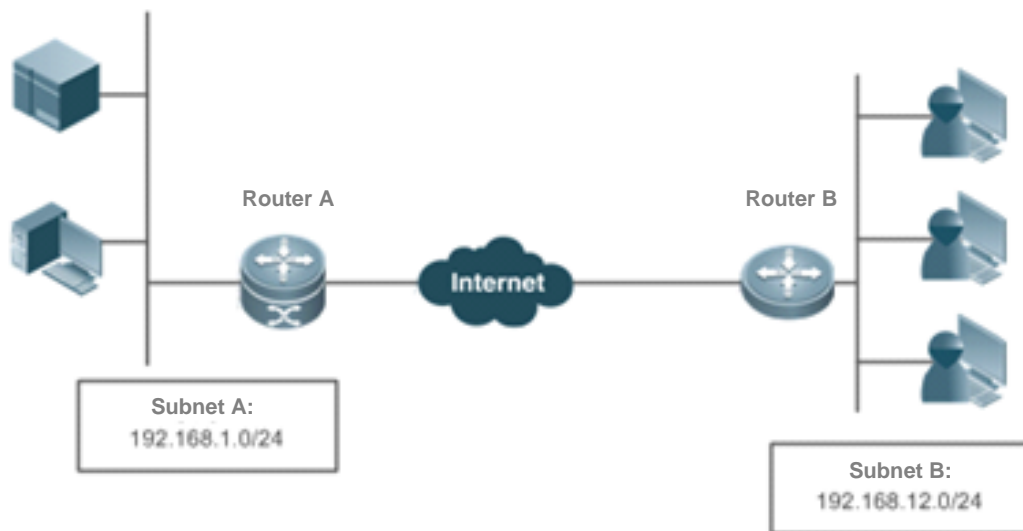 Router A
Router B
Internet
Subnet A:
192.168.1.0/24
Subnet B:
192.168.12.0/24